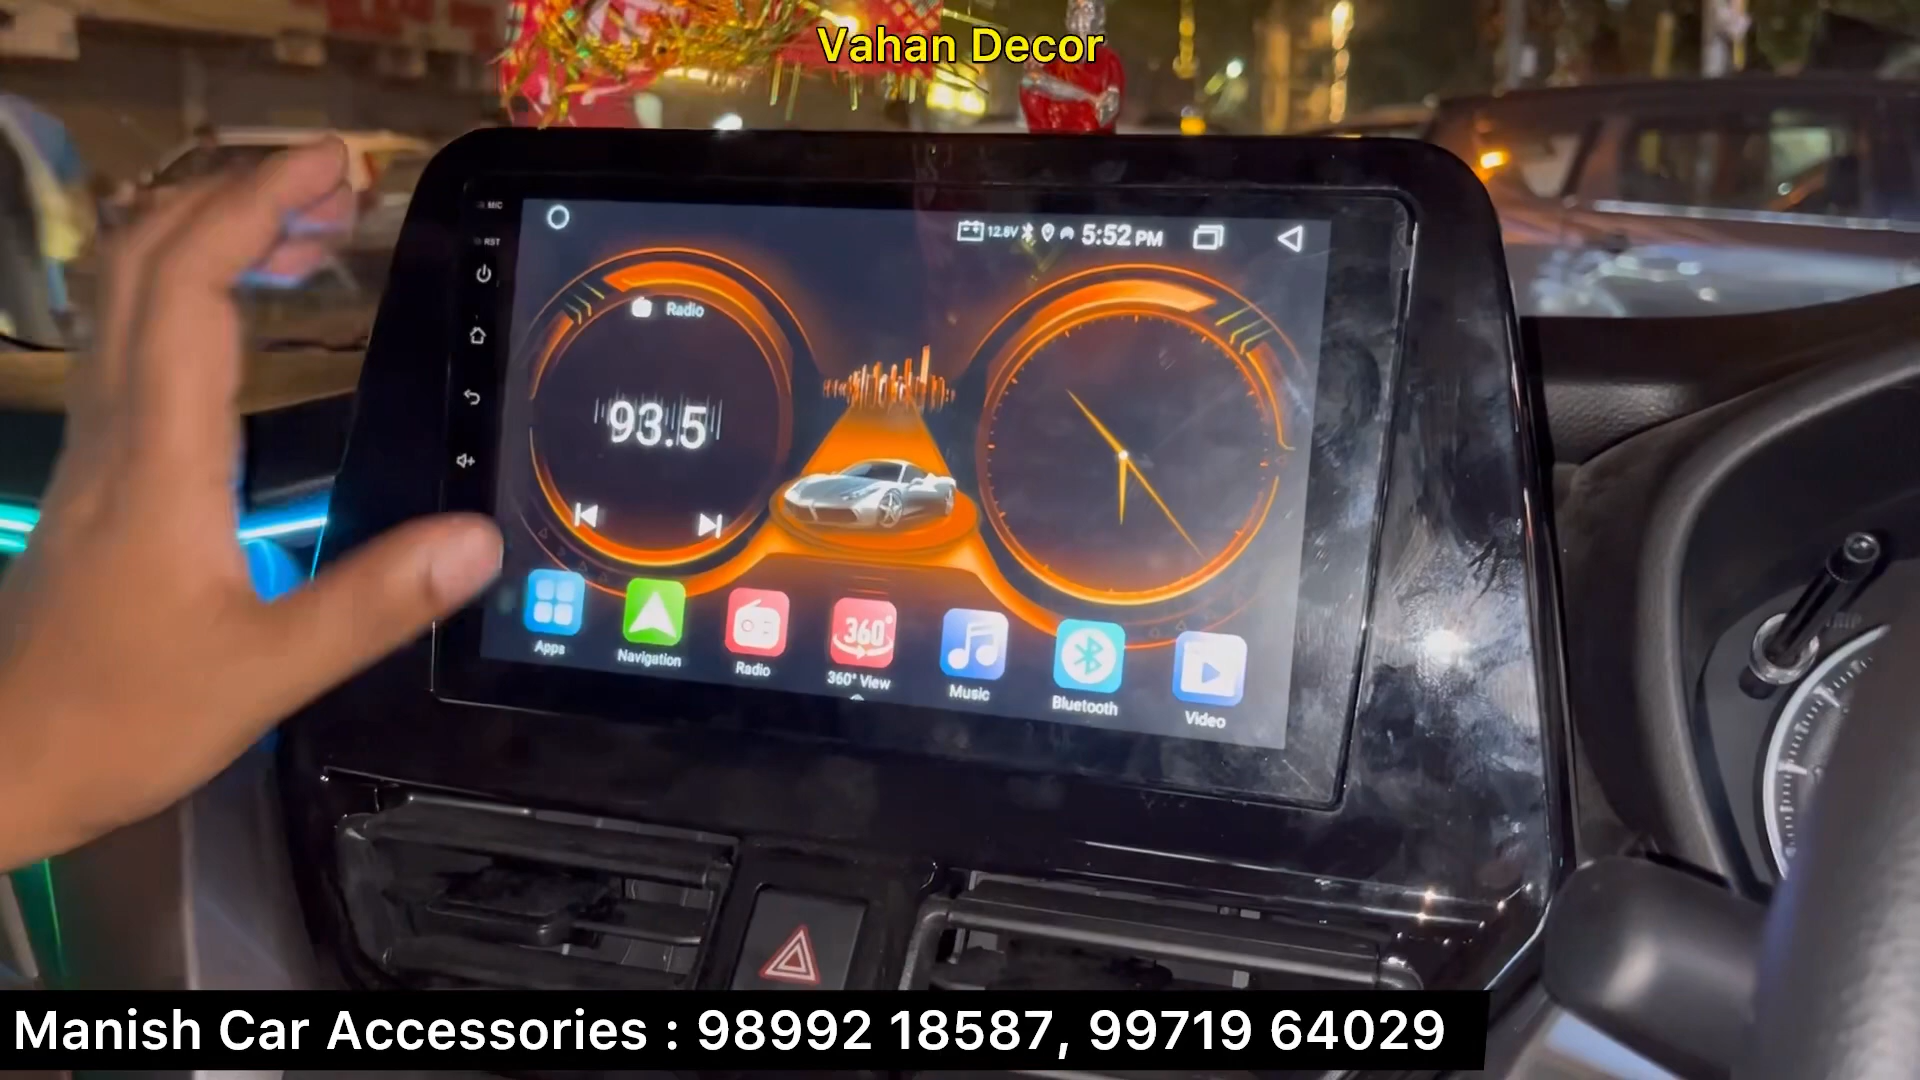 Vahan Decor
MIC
12.8V 5:52 PM
RST
Radio
93.5
360°
Apps
Navigation
Radio
360° View
Music
Bluetooth
Video
Manish Car Accessories : 98992 18587, 99719 64029